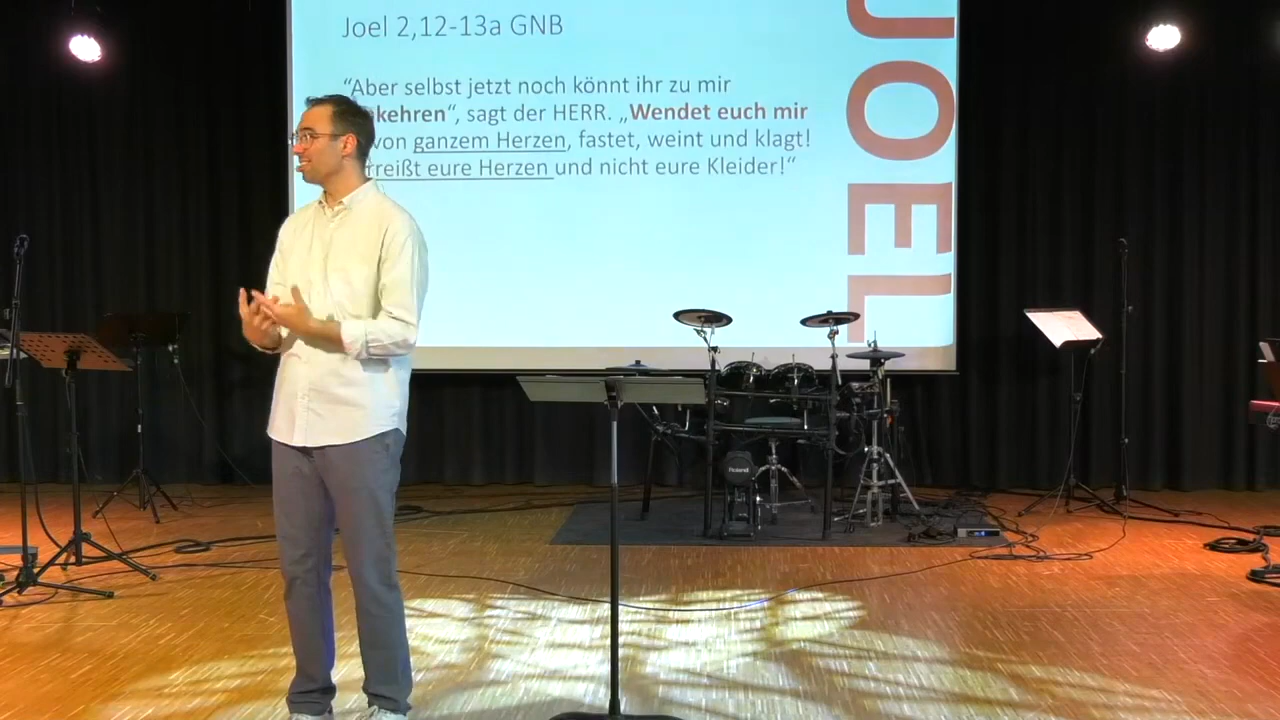 Joel 2,12-13a GNB
“Aber selbst jetzt noch könnt ihr zu mir
kehren“, sagt der HERR. „Wendet euch mir
von ganzem Herzen, fastet, weint und klagt!
reißt eure Herzen und nicht eure Kleider!“
JOEL
Roland